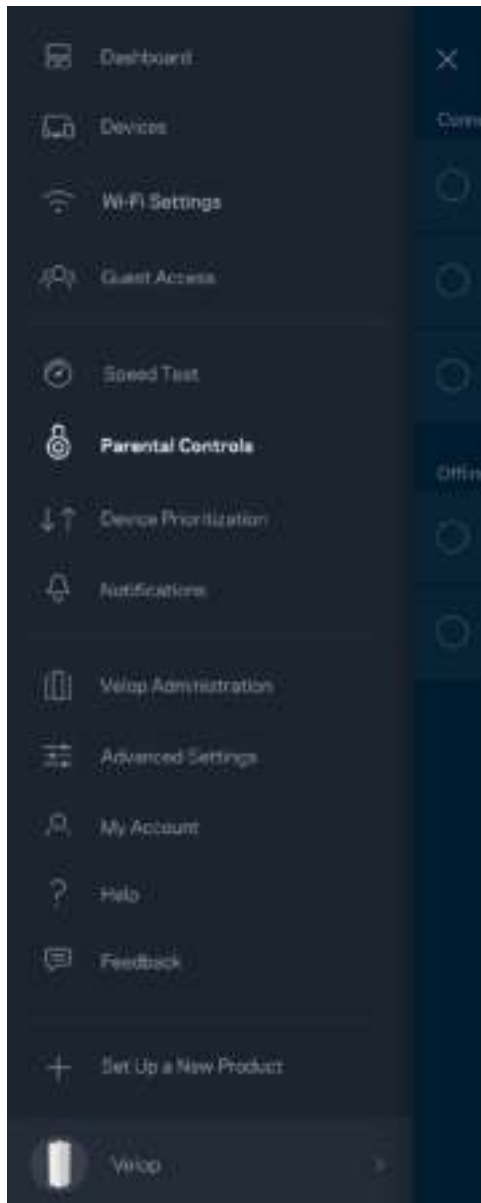 Dashboard
Devices
Wi-Fi Settings
Guest Access
Speed Test
Parental Controls
Device Prioritization
Notifications
Velop Administration
Advanced Settings
My Account
Help
Feedback
Set Up a New Product
Velop